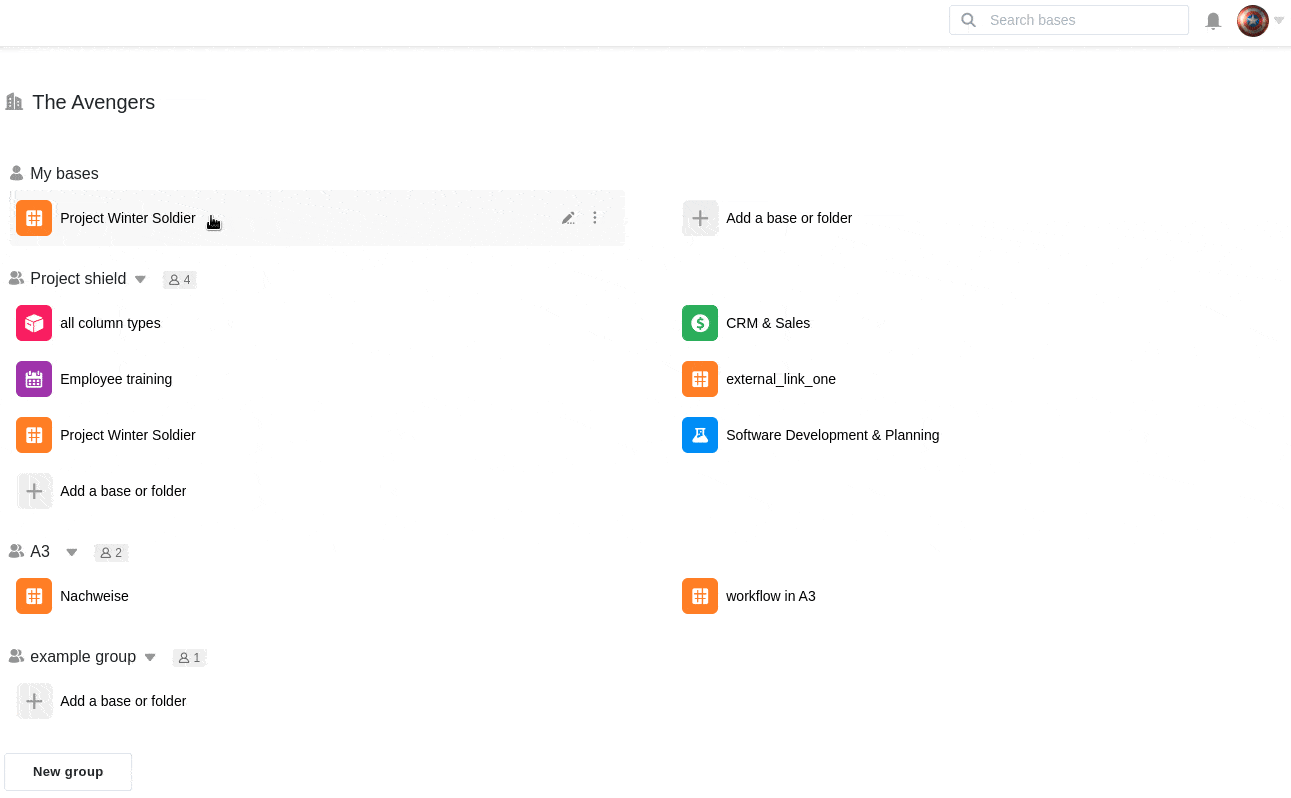 Search bases
The Avengers
My bases
Project Winter Soldier
Add a base or folder
Project shield 4
all column types
CRM & Sales
Employee training
external_link_one
Project Winter Soldier
Software Development & Planning
Add a base or folder
A3 2
Nachweise
workflow in A3
example group 1
Add a base or folder
New group